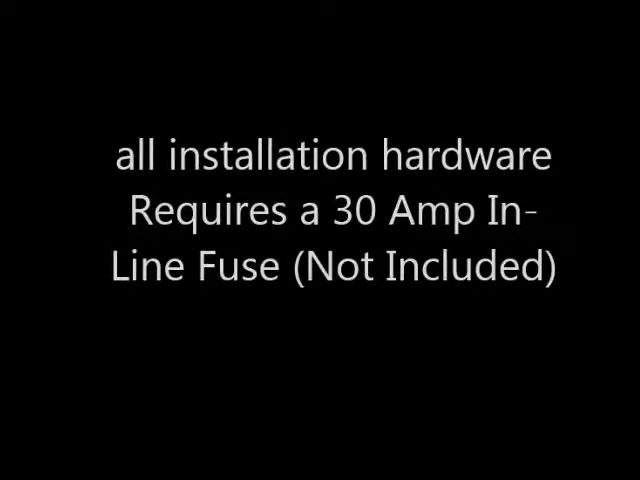 all installation hardware
Requires a 30 Amp In-
Line Fuse (Not Included)